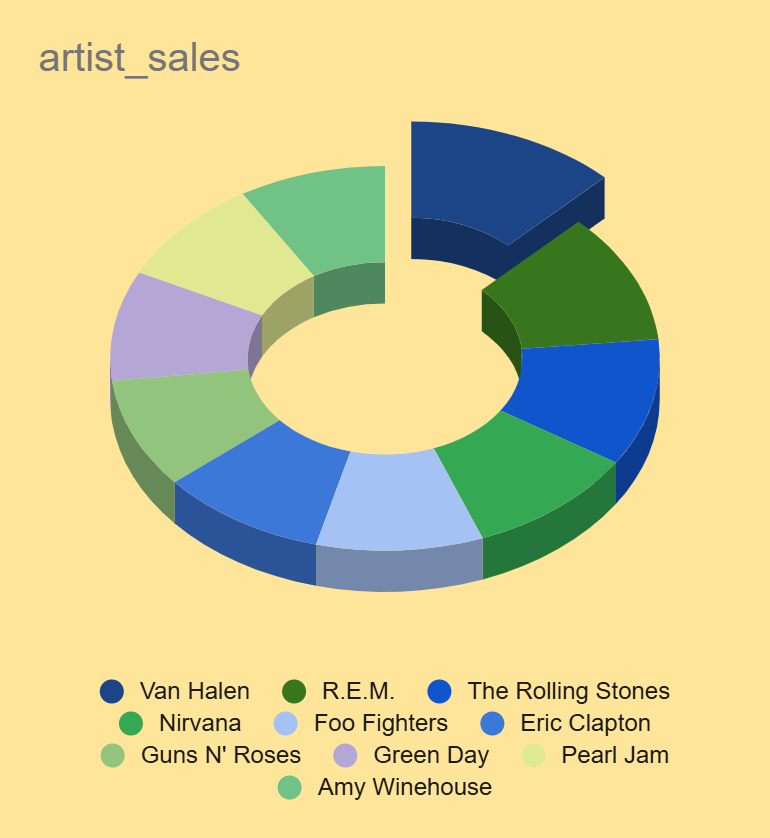 artist_sales
Van Halen R.E.M. The Rolling Stones
Nirvana Foo Fighters Eric Clapton
Guns N' Roses Green Day Pearl Jam
Amy Winehouse